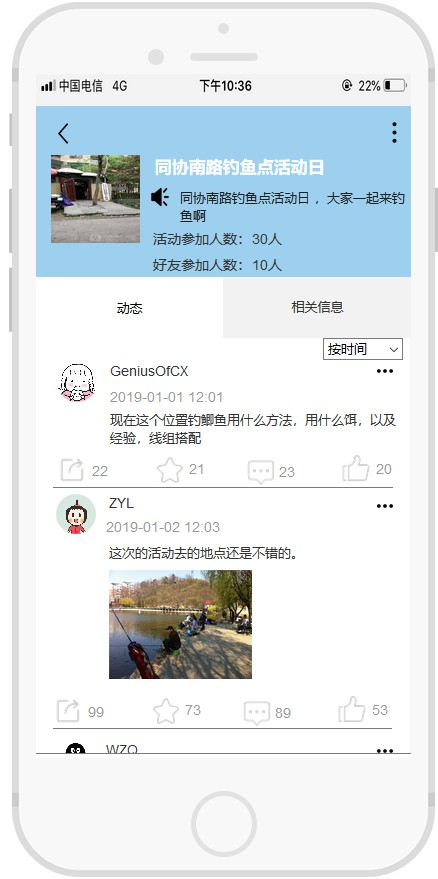 中国电信 4G 下午10:36 22%
同协南路钓鱼点活动日
同协南路钓鱼点活动日 ，大家一起来钓
鱼啊
活动参加人数：30人
好友参加人数：10人
动态 相关信息
按时间
GeniusOfCX
2019-01-01 12:01
现在这个位置钓鲫鱼用什么方法，用什么饵，以及
经验，线组搭配
22 21 23 20
ZYL
2019-01-02 12:03
这次的活动去的地点还是不错的。
99 73 89 53
WZQ